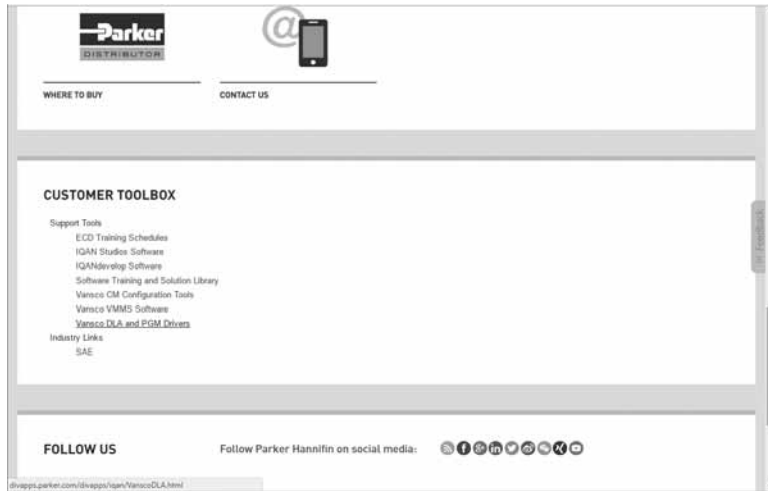 Parker
DISTRIBUTOR
@
WHERE TO BUY
CONTACT US
CUSTOMER TOOLBOX
Support Tools
ECD Training Schedules
IQAN Studios Software
IQANdevelop Software
Software Training and Solution Library
Vansco CM Configuration Tools
Vansco VMMS Software
Vansco DLA and PGM Drivers
Industry Links
SAE
Feedback
FOLLOW US
Follow Parker Hannifin on social media:
divapps.parker.com/divapps/iqan/VanscoDLA.html